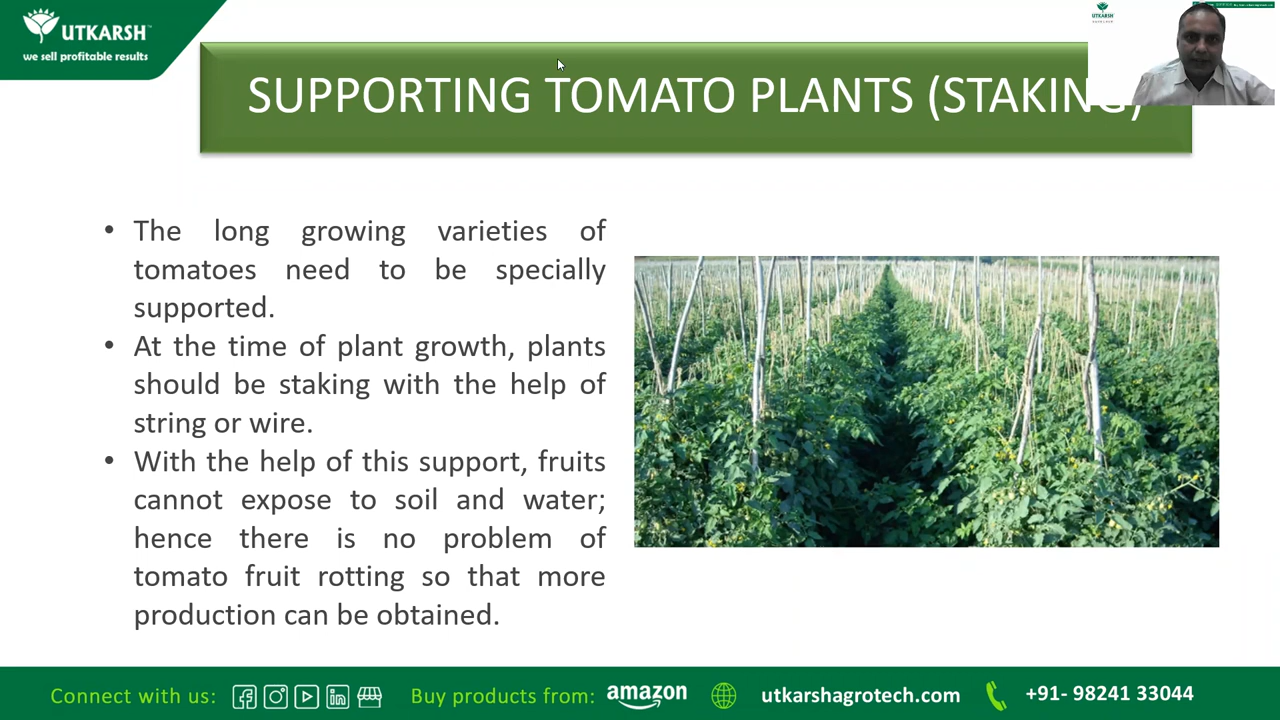 UTKARSH
we sell profitable results
SUPPORTING TOMATO PLANTS (STAKING)
• The long growing varieties of
tomatoes need to be specially
supported.
• At the time of plant growth, plants
should be staking with the help of
string or wire.
• With the help of this support, fruits
cannot expose to soil and water;
hence there is no problem of
tomato fruit rotting so that more
production can be obtained.
Connect with us: Buy products from: amazon utkarshagrotech.com +91- 98241 33044